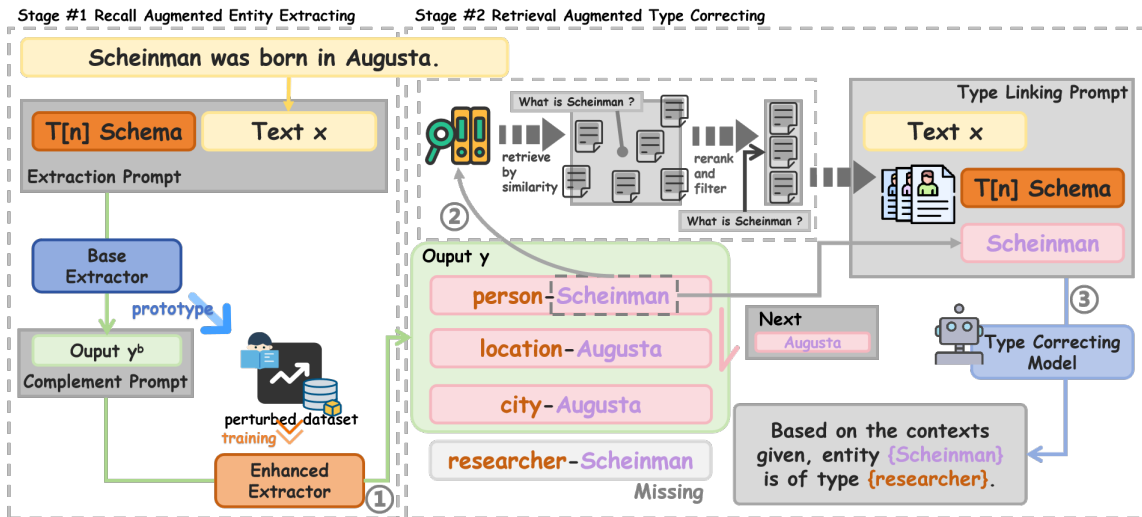 Stage #1 Recall Augmented Entity Extracting
Stage #2 Retrieval Augmented Type Correcting
Scheinman was born in Augusta.
T[n] Schema
Text x
Extraction Prompt
Base
Extractor
prototype
Ouput yᵇ
Complement Prompt
perturbed dataset
training
Enhanced
Extractor
①
What is Scheinman ?
retrieve
by
similarity
rerank
and
filter
What is Scheinman ?
②
Type Linking Prompt
Text x
T[n] Schema
Scheinman
Ouput y
person-Scheinman
location-Augusta
city-Augusta
researcher-Scheinman
Missing
Next
Augusta
③
Type Correcting
Model
Based on the contexts
given, entity {Scheinman}
is of type {researcher}.